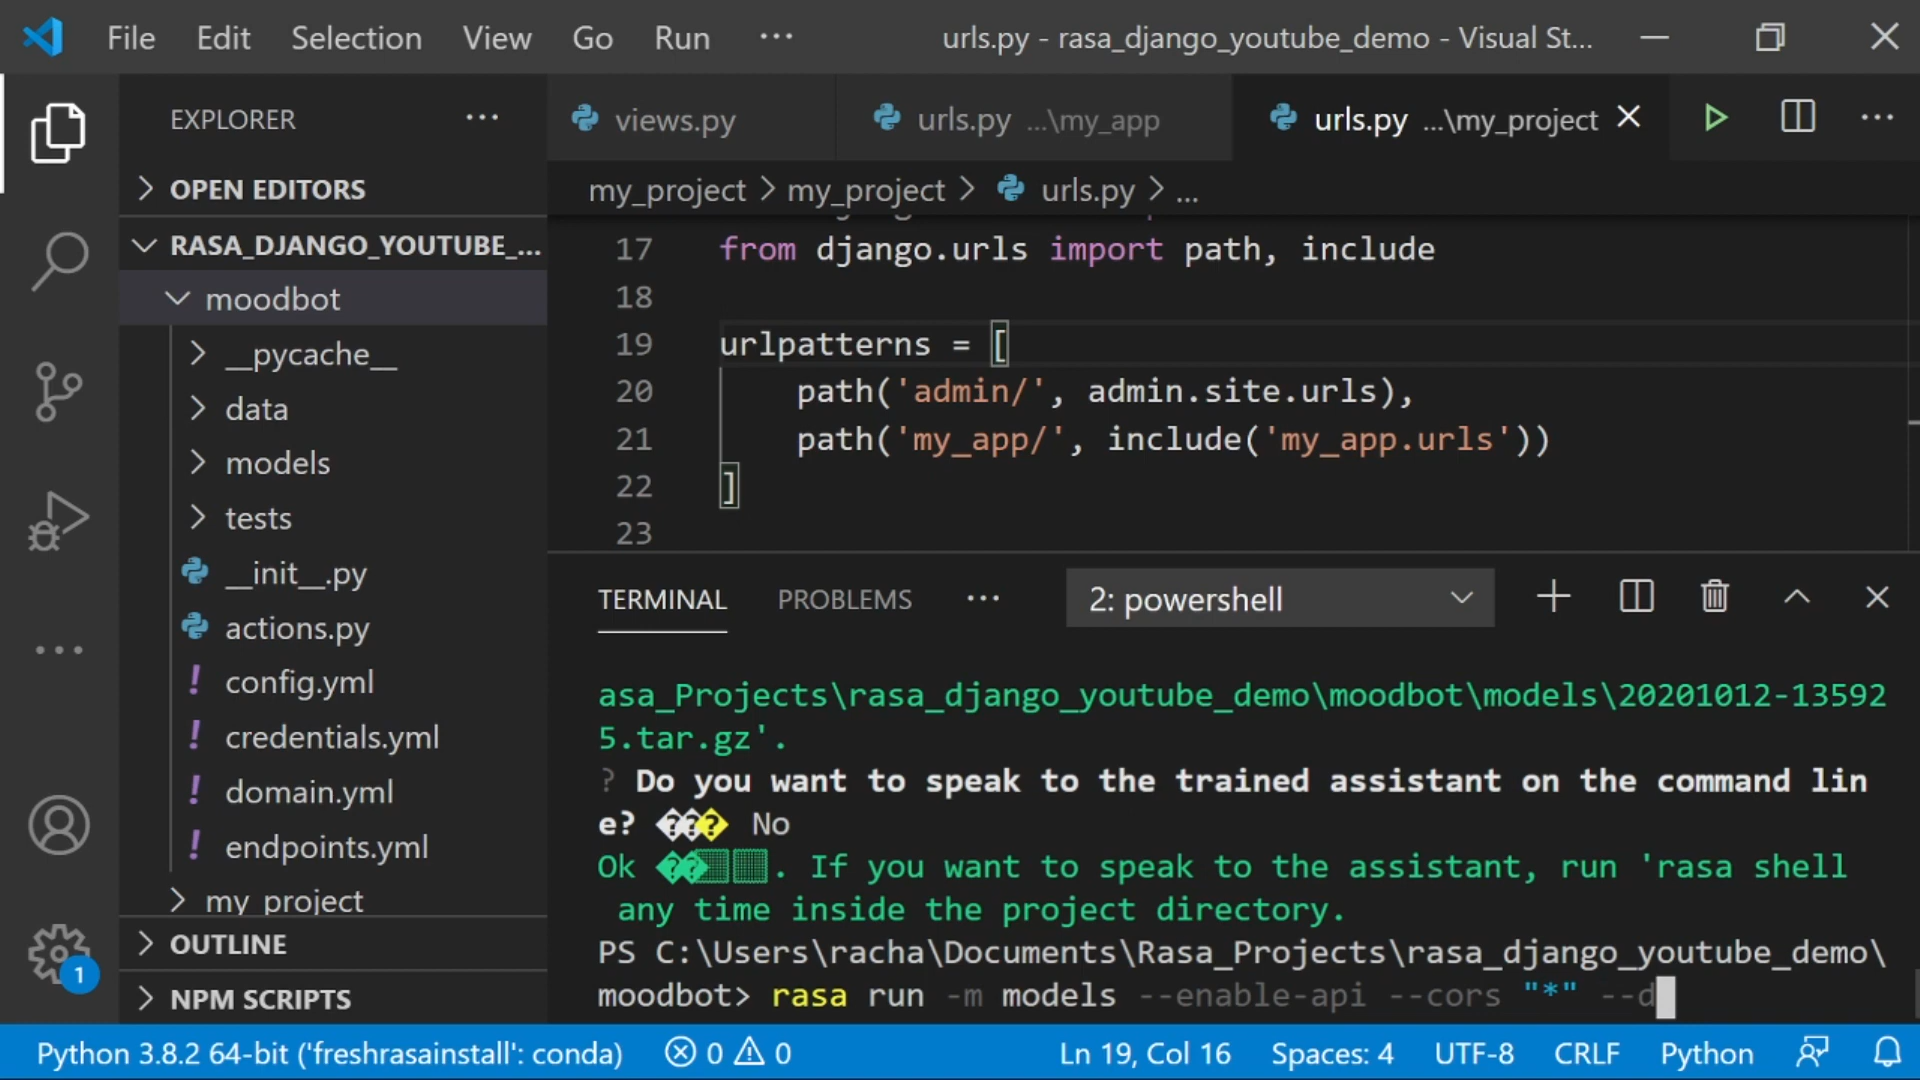 File Edit Selection View Go Run ... urls.py - rasa_django_youtube_demo - Visual St...
EXPLORER ...
views.py urls.py ...\my_app urls.py ...\my_project
OPEN EDITORS
my_project > my_project > urls.py > ...
RASA_DJANGO_YOUTUBE_...
moodbot
__pycache__
data
models
tests
__init__.py
actions.py
config.yml
credentials.yml
domain.yml
endpoints.yml
my_project
OUTLINE
NPM SCRIPTS
17 from django.urls import path, include
18
19 urlpatterns = [
20 path('admin/', admin.site.urls),
21 path('my_app/', include('my_app.urls'))
22 ]
23
TERMINAL PROBLEMS ... 2: powershell
asa_Projects\rasa_django_youtube_demo\moodbot\models\20201012-13592
5.tar.gz'.
? Do you want to speak to the trained assistant on the command lin
e? ��� No
Ok ��. If you want to speak to the assistant, run 'rasa shell
any time inside the project directory.
PS C:\Users\racha\Documents\Rasa_Projects\rasa_django_youtube_demo\
moodbot> rasa run -m models --enable-api --cors "*" --d
1
Python 3.8.2 64-bit ('freshrasainstall': conda) 0 0 Ln 19, Col 16 Spaces: 4 UTF-8 CRLF Python